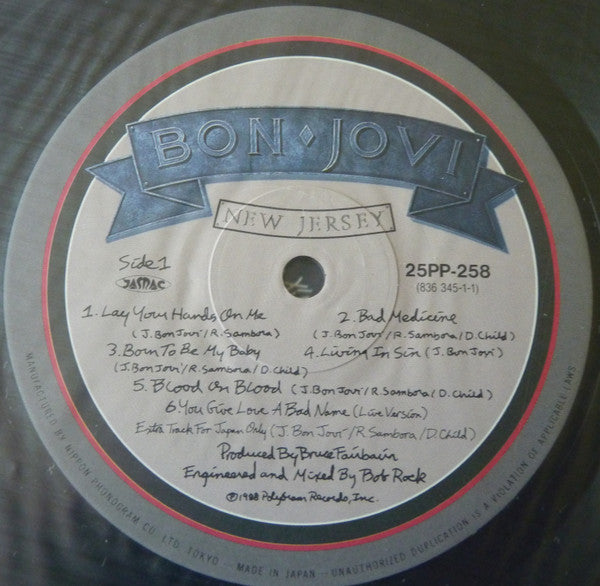 BON◆JOVI
NEW JERSEY
Side 1
JASRAC
25PP-258
(836 345-1-1)
1. Lay Your Hands On Me
(J. Bon Jovi/R. Sambora)
2. Bad Medicine
(J. Bon Jovi/R. Sambora/D. Child)
3. Born To Be My Baby
(J. Bon Jovi/R. Sambora/D. Child)
4. Living In Sin (J. Bon Jovi)
5. Blood On Blood (J. Bon Jovi/R. Sambora/D. Child)
6. You Give Love A Bad Name (Live Version)
Extra Track For Japan Only (J. Bon Jovi/R. Sambora/D. Child)
Produced By Bruce Fairbairn
Engineered and Mixed By Bob Rock
℗©1988 PolyGram Records, Inc.
MANUFACTURED BY NIPPON PHONOGRAM CO., LTD. TOKYO — MADE IN JAPAN — UNAUTHORIZED DUPLICATION IS A VIOLATION OF APPLICABLE LAWS